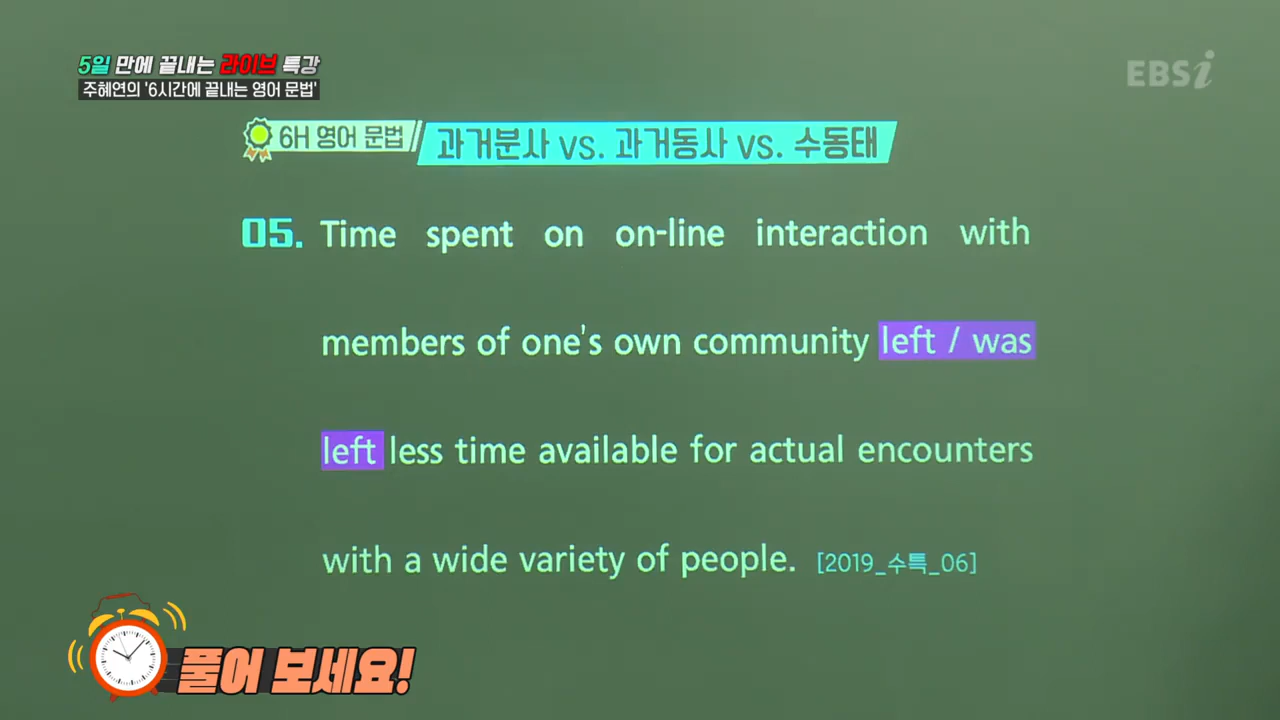 5일 만에 끝내는 라이브 특강
주혜연의 '6시간에 끝내는 영어 문법'
EBSi
6H 영어 문법
과거분사 vs. 과거동사 vs. 수동태
05. Time spent on on-line interaction with
members of one's own community left / was
left less time available for actual encounters
with a wide variety of people. [2019_수특_06]
풀어 보세요!